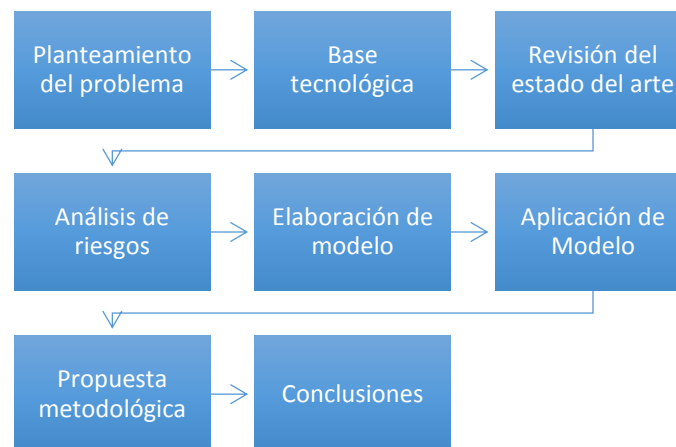 Planteamiento
del problema
Base
tecnológica
Revisión del
estado del arte
Análisis de
riesgos
Elaboración de
modelo
Aplicación de
Modelo
Propuesta
metodológica
Conclusiones